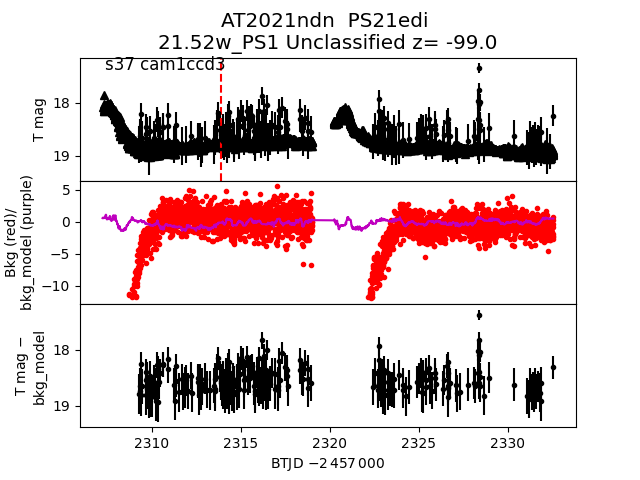 AT2021ndn  PS21edi
21.52w_PS1 Unclassified z= -99.0
s37 cam1ccd3
T mag
18
19
Bkg (red)/
bkg_model (purple)
5
0
−5
−10
T mag −
bkg_model
18
19
2310
2315
2320
2325
2330
BTJD −2 457 000